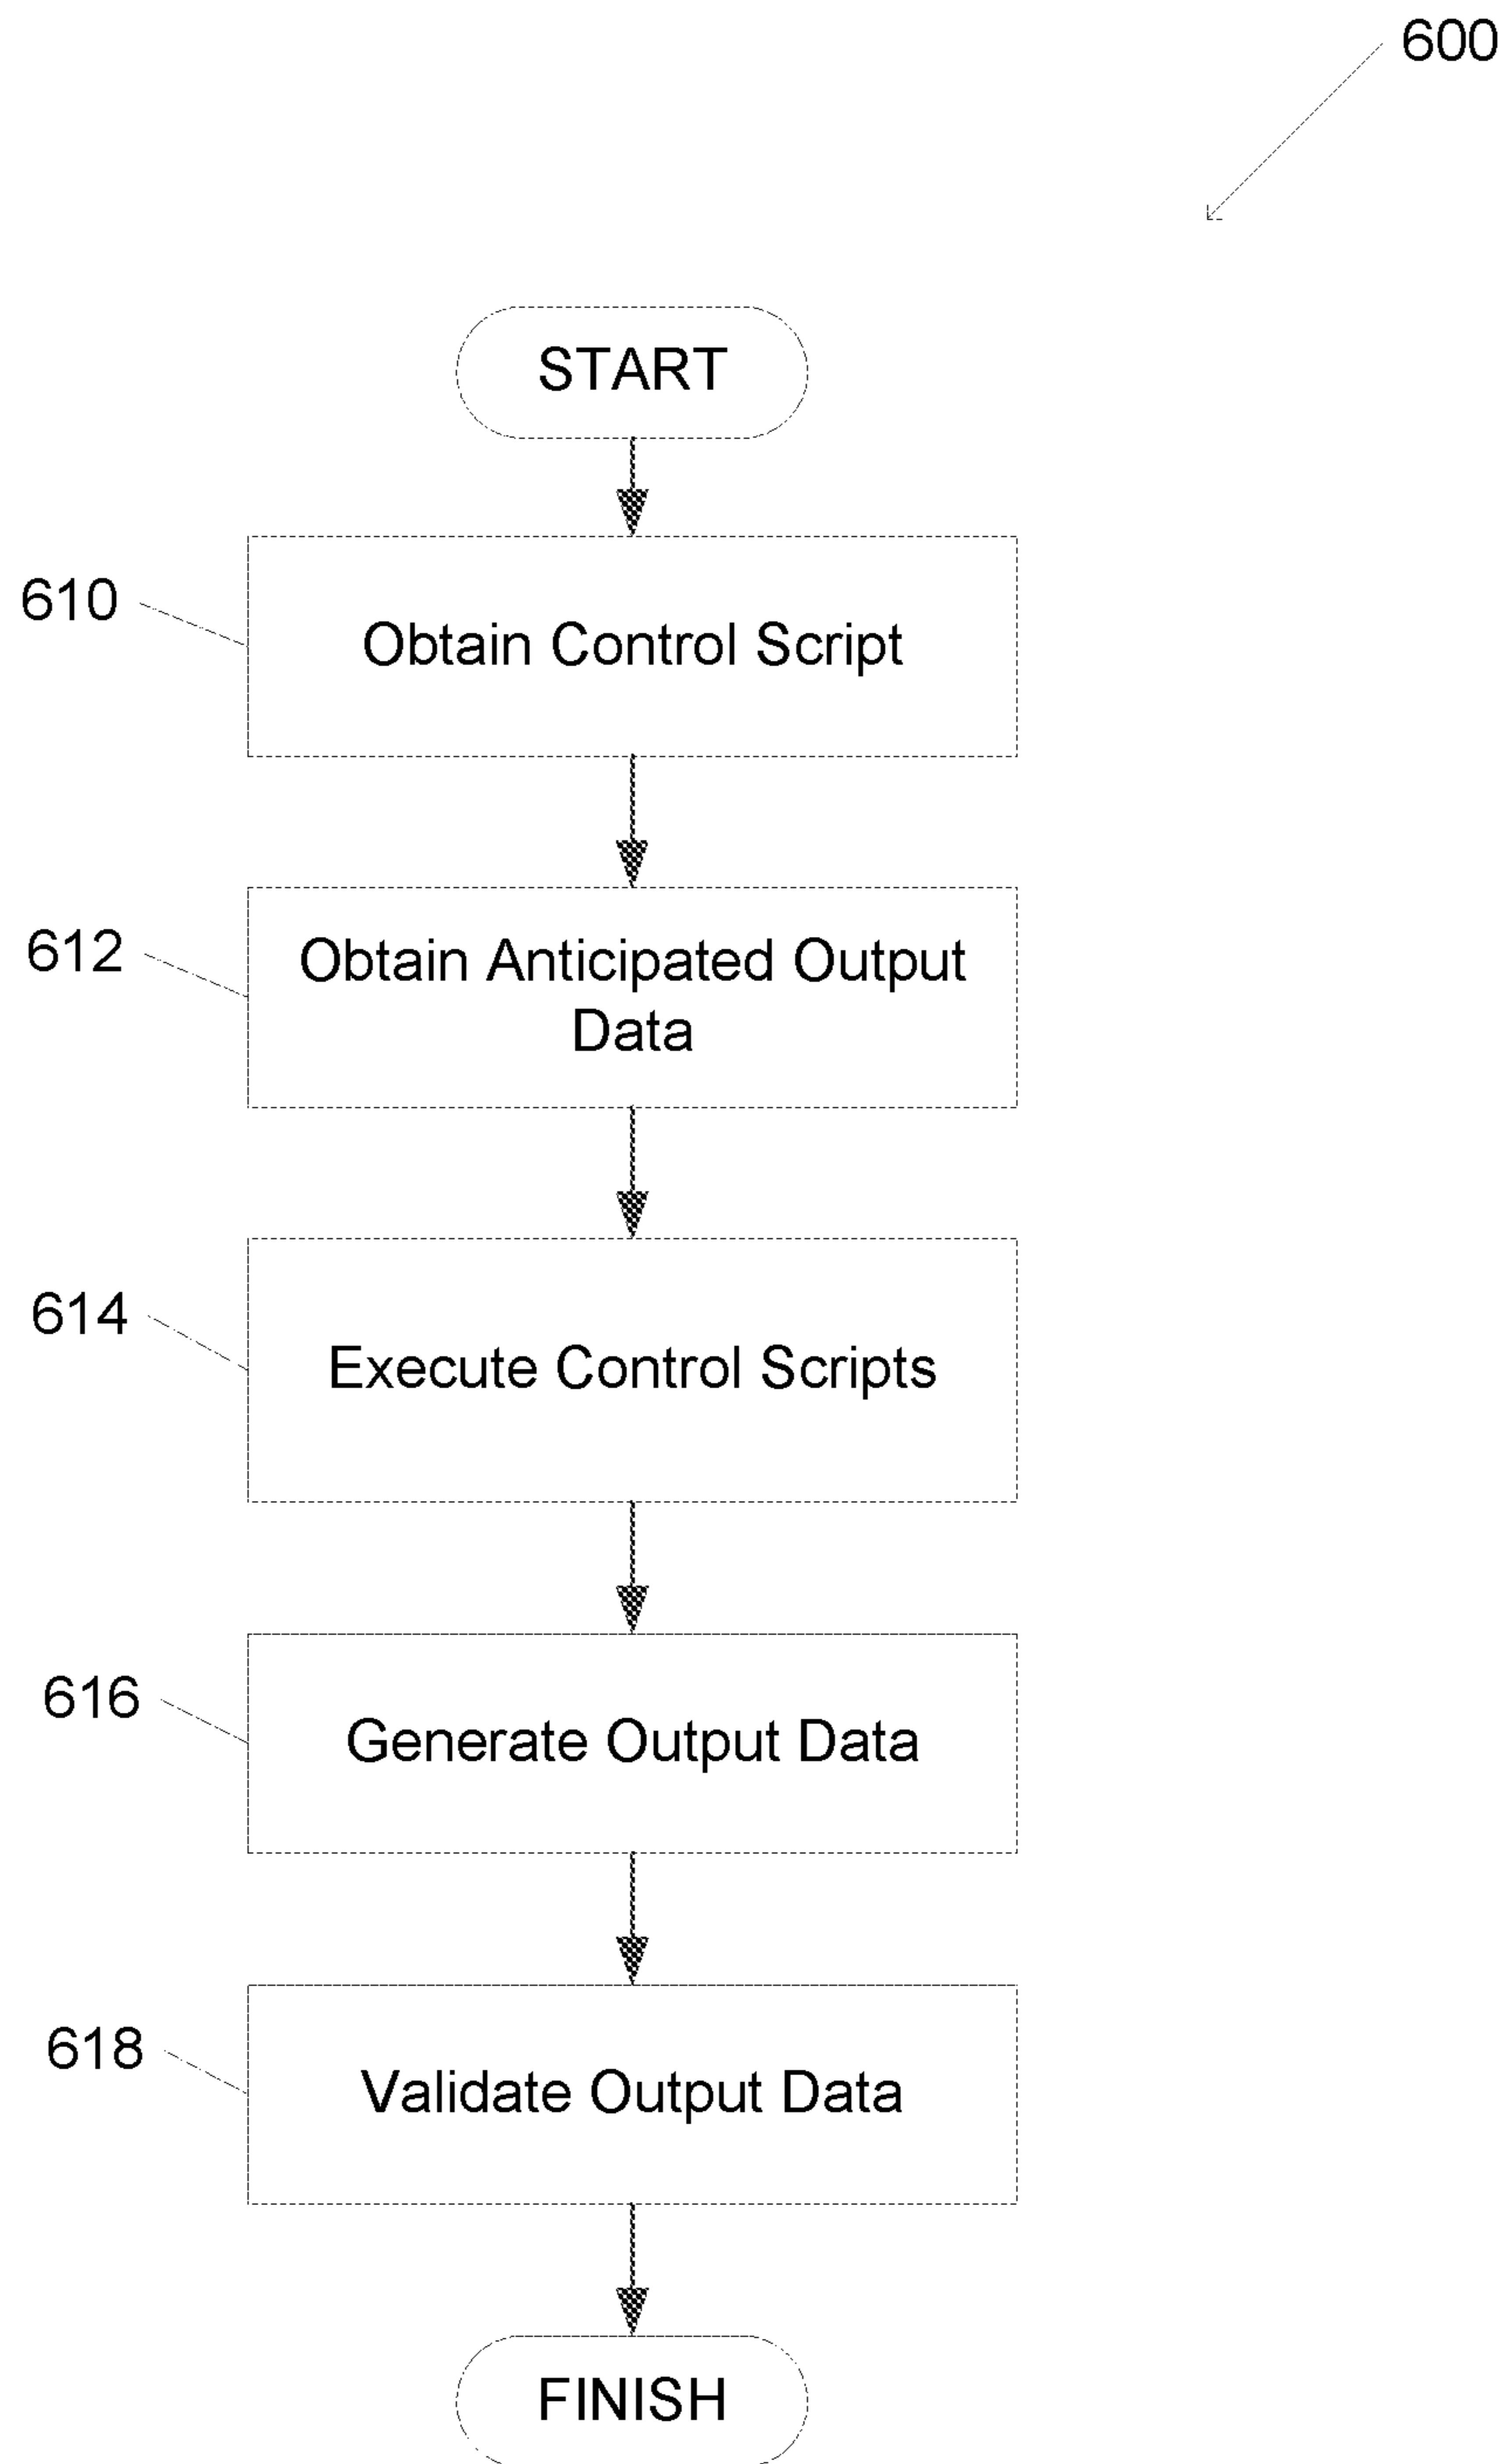 600
START
610
Obtain Control Script
612
Obtain Anticipated Output
Data
614
Execute Control Scripts
616
Generate Output Data
618
Validate Output Data
FINISH